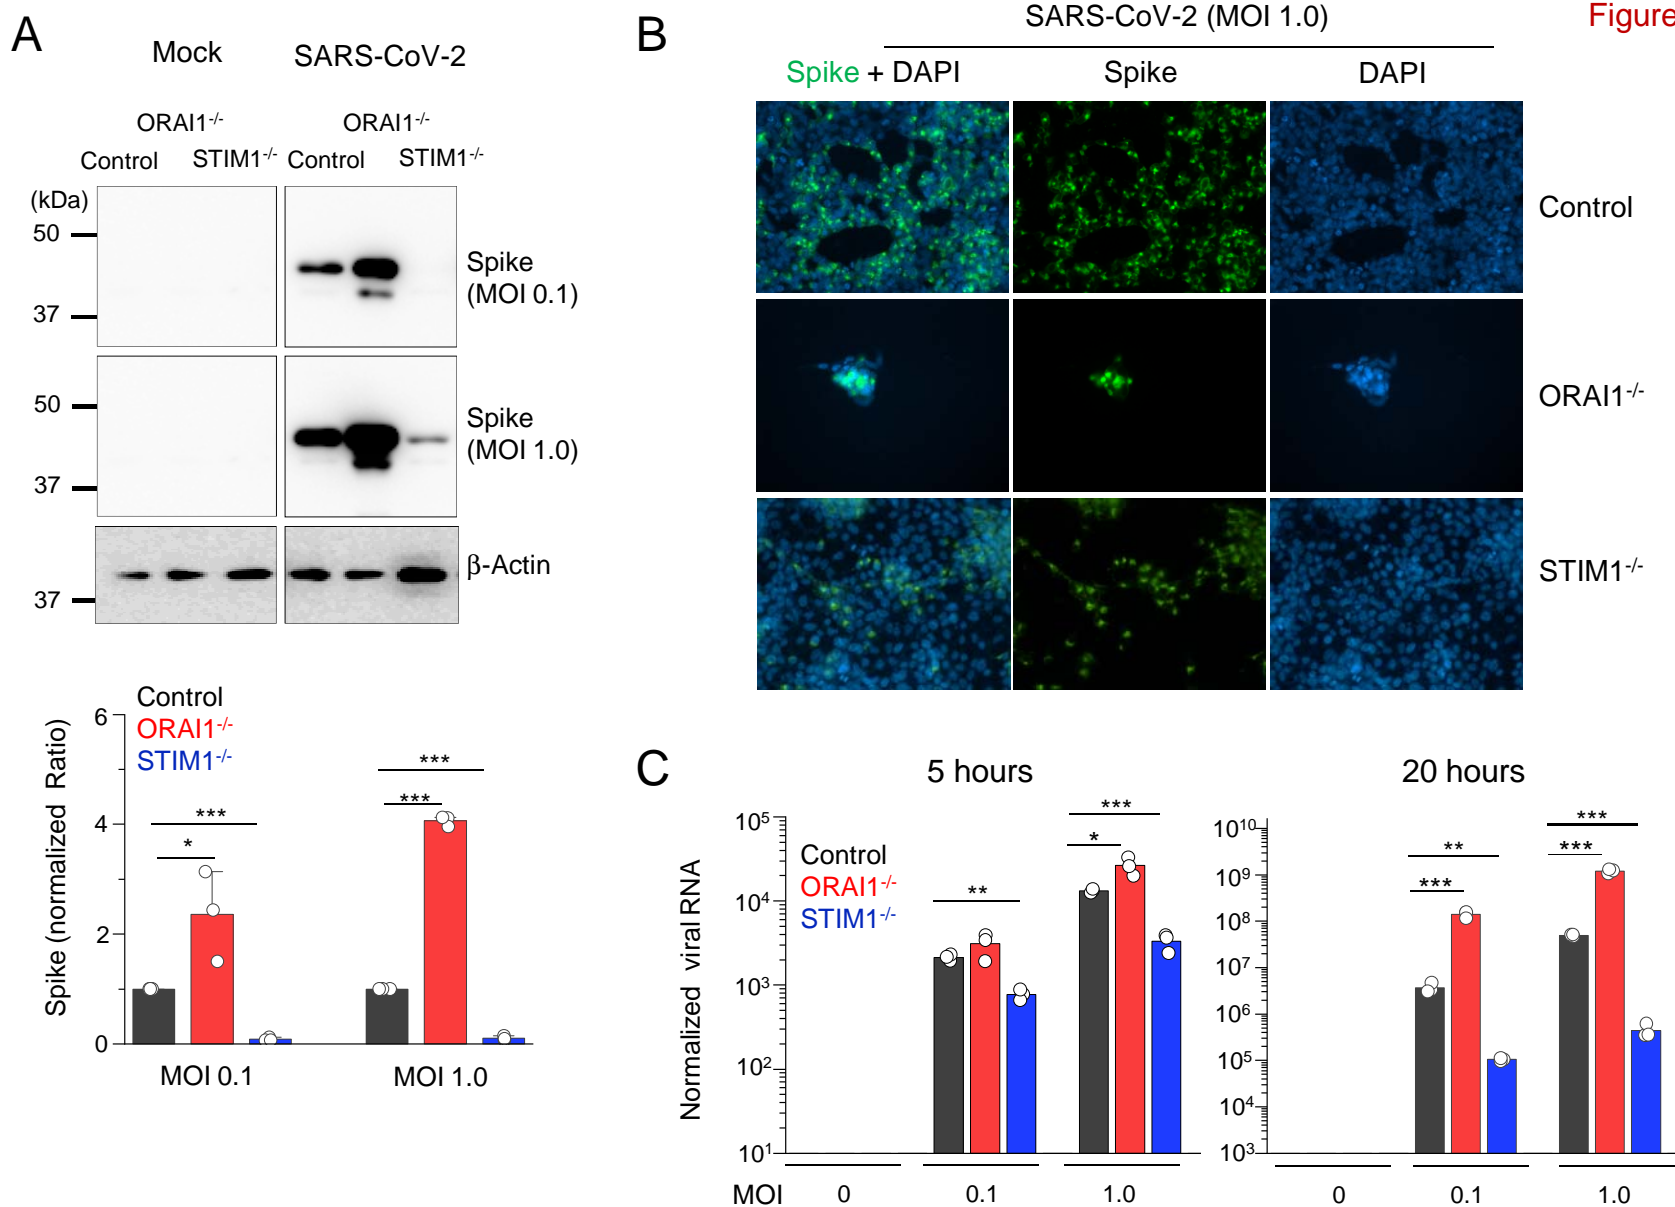 A
Mock
SARS-CoV-2
ORAI1-/-
ORAI1-/-
Control
STIM1-/-
Control
STIM1-/-
(kDa)
50
37
Spike
(MOI 0.1)
50
37
Spike
(MOI 1.0)
37
β-Actin
Spike (normalized Ratio)
6
4
2
0
Control
ORAI1-/-
STIM1-/-
***
*
***
***
MOI 0.1
MOI 1.0
B
SARS-CoV-2 (MOI 1.0)
Figure
Spike + DAPI
Spike
DAPI
Control
ORAI1-/-
STIM1-/-
C
5 hours
20 hours
Normalized viral RNA
10^5
10^4
10^3
10^2
10^1
Control
ORAI1-/-
STIM1-/-
**
***
*
10^10
10^9
10^8
10^7
10^6
10^5
10^4
10^3
**
***
***
***
MOI
0
0.1
1.0
0
0.1
1.0